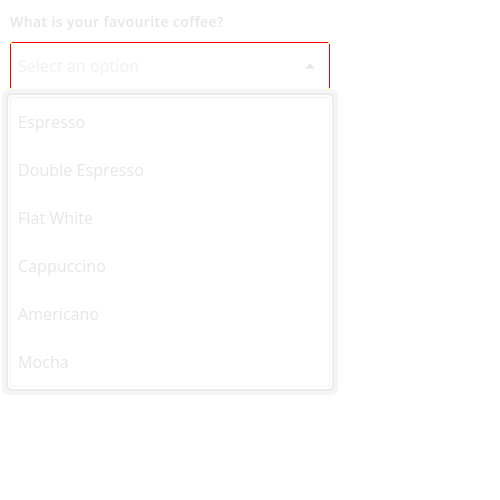 What is your favourite coffee?
Select an option
Espresso
Double Espresso
Flat White
Cappuccino
Americano
Mocha